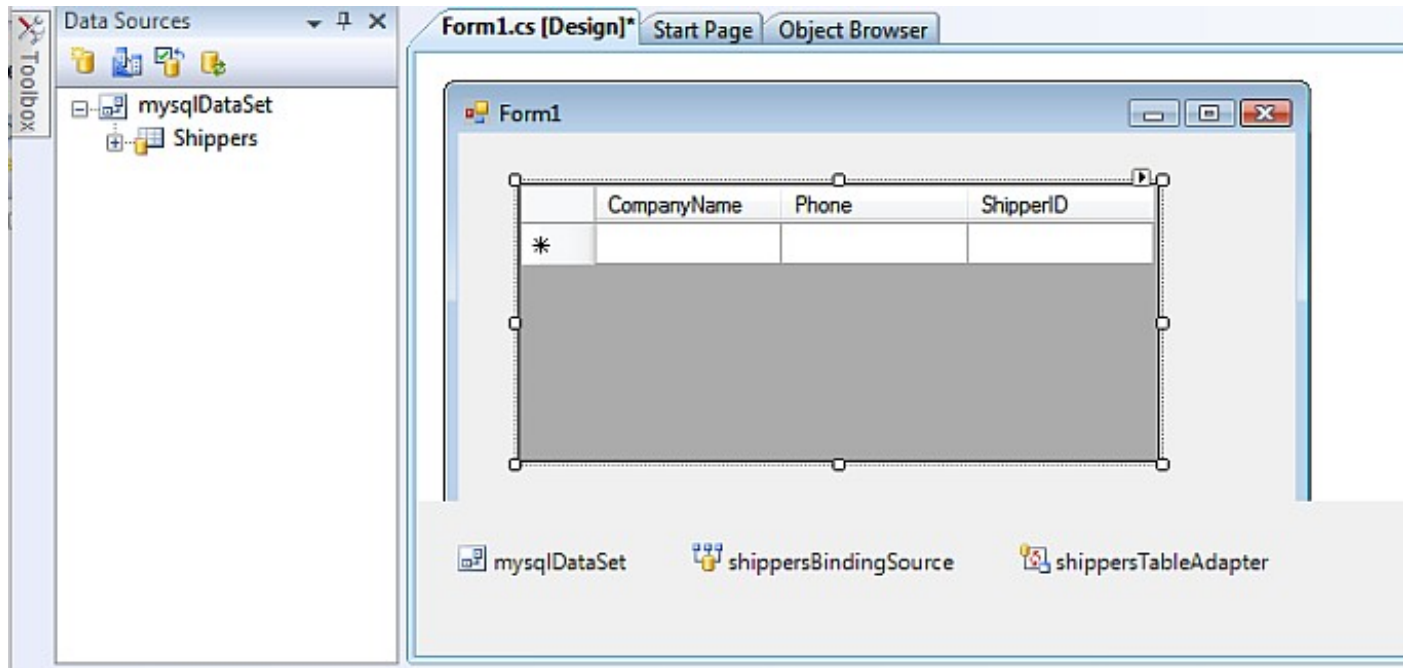 Toolbox
Data Sources
mysqlDataSet
Shippers
Form1.cs [Design]* Start Page Object Browser
Form1
CompanyName Phone ShipperID
mysqlDataSet shippersBindingSource shippersTableAdapter